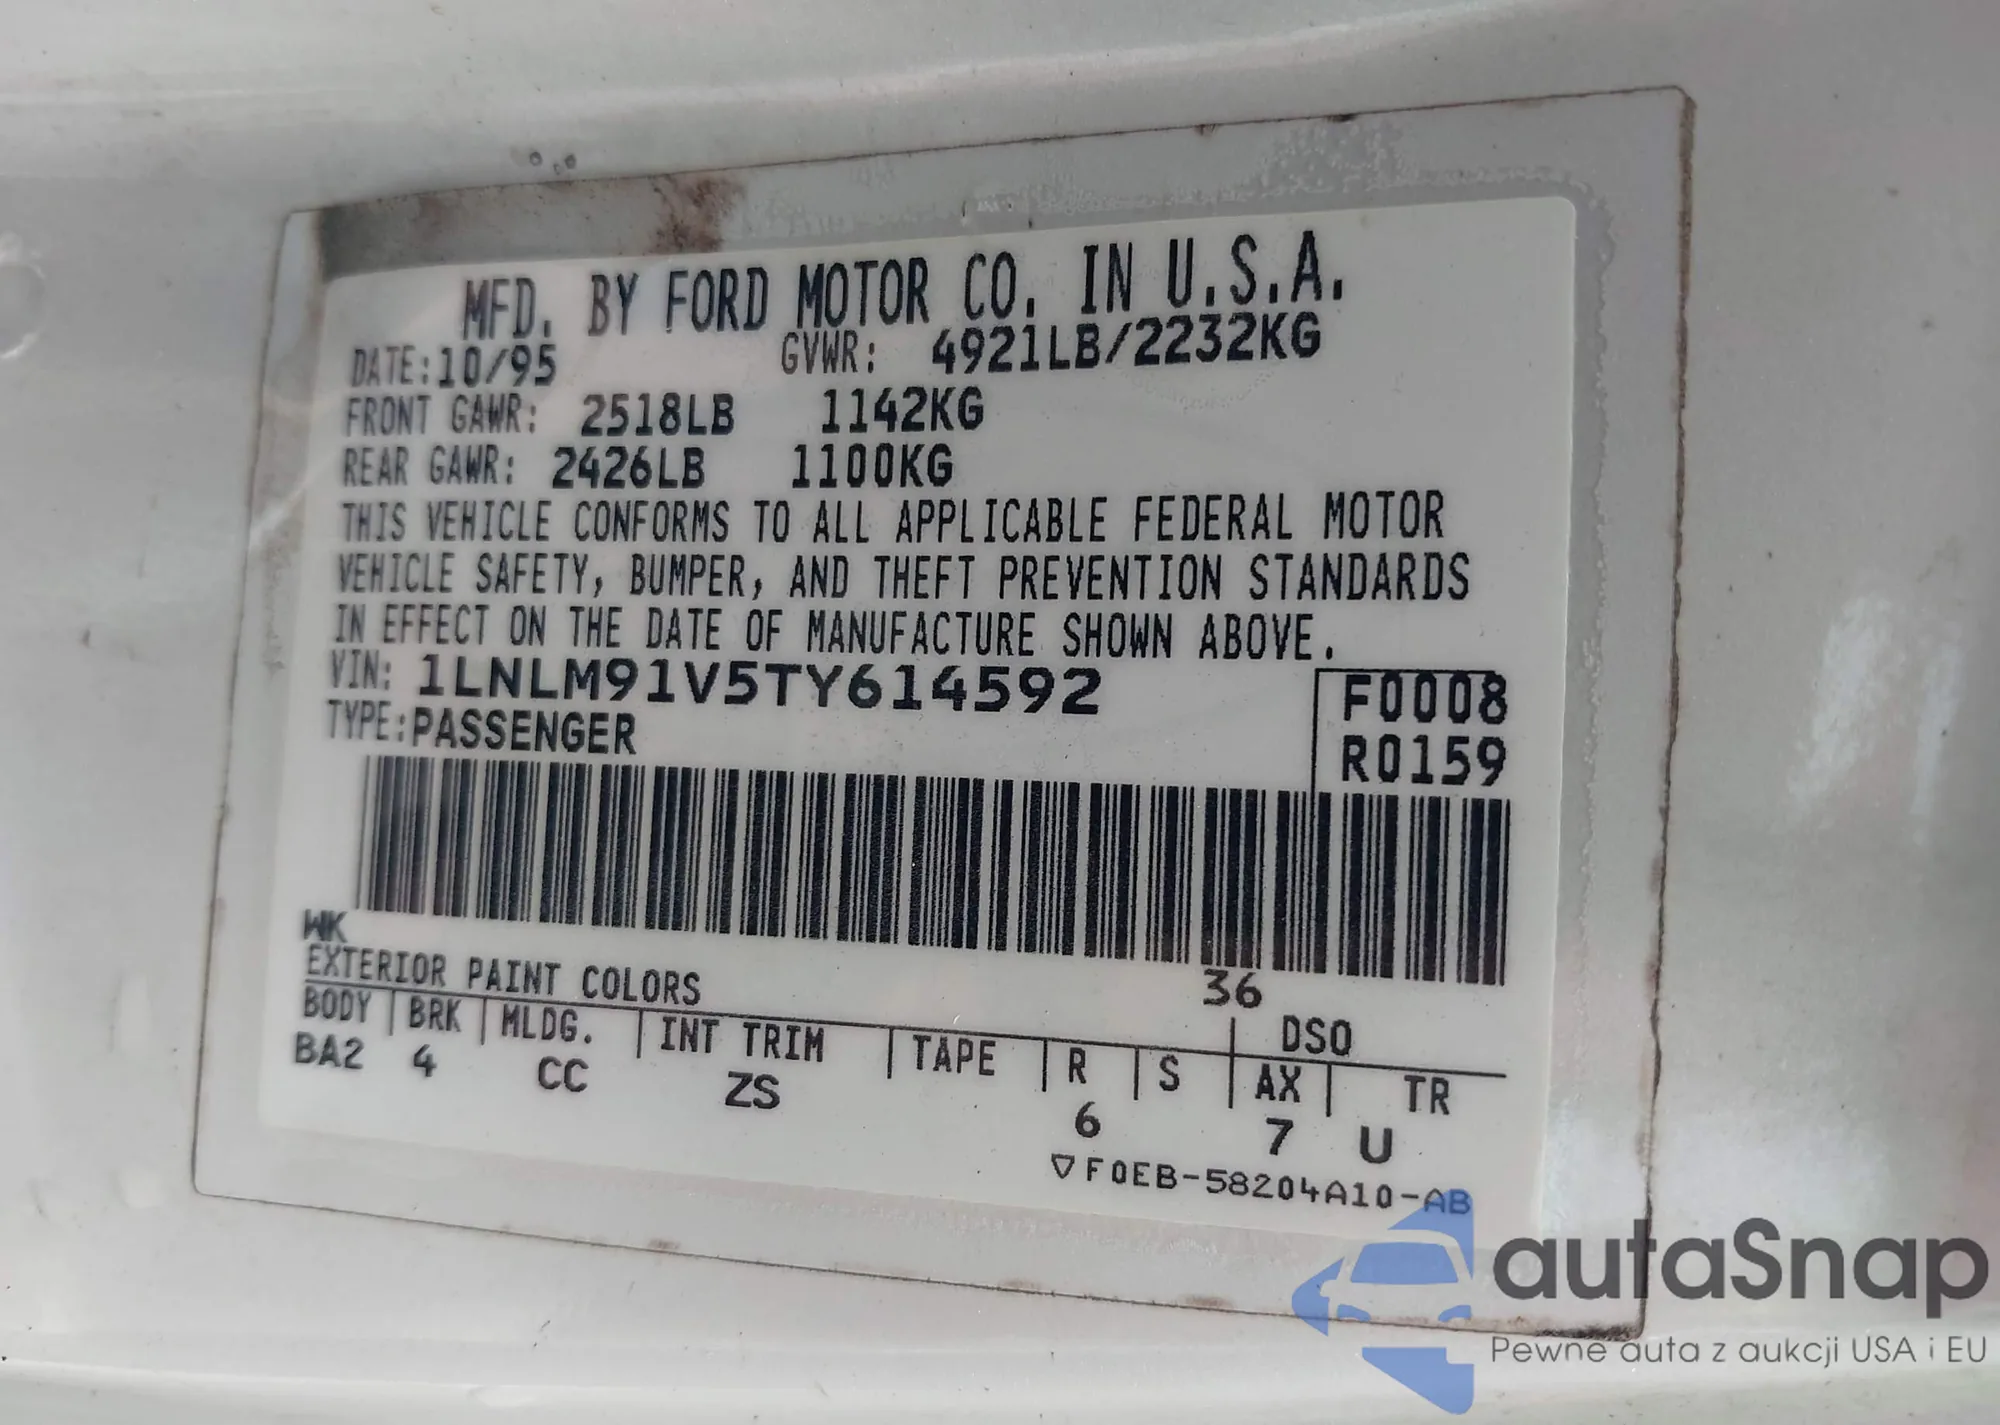 MFD. BY FORD MOTOR CO. IN U.S.A.
DATE: 10/95 GVWR: 4921LB/2232KG
FRONT GAWR: 2518LB 1142KG
REAR GAWR: 2426LB 1100KG
THIS VEHICLE CONFORMS TO ALL APPLICABLE FEDERAL MOTOR
VEHICLE SAFETY, BUMPER, AND THEFT PREVENTION STANDARDS
IN EFFECT ON THE DATE OF MANUFACTURE SHOWN ABOVE.
VIN: 1LNLM91V5TY614592
F0008
TYPE: PASSENGER
R0159
WK
EXTERIOR PAINT COLORS
36
DSO
BODY BRK MLDG. INT TRIM TAPE R S AX TR
BA2 4 CC ZS 6 7 U
▽F0EB-58204A10-AB
autaSnap
Pewne auta z aukcji USA i EU